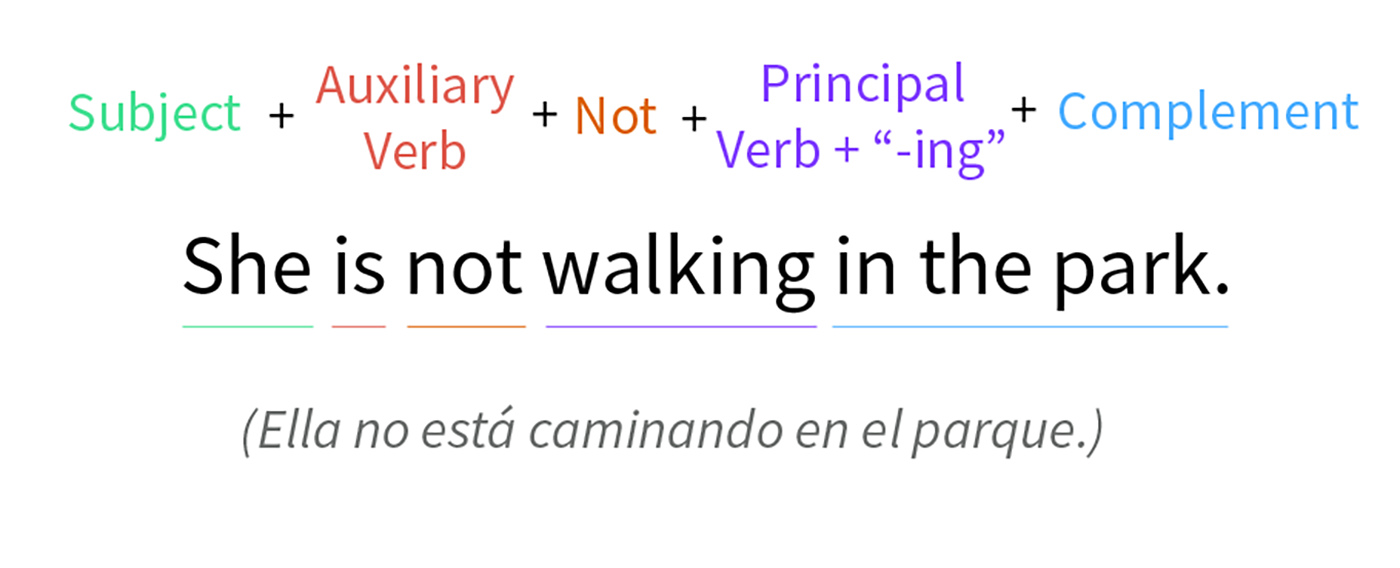 Subject + Auxiliary Verb + Not + Principal Verb + “-ing” + Complement
She is not walking in the park.
(Ella no está caminando en el parque.)